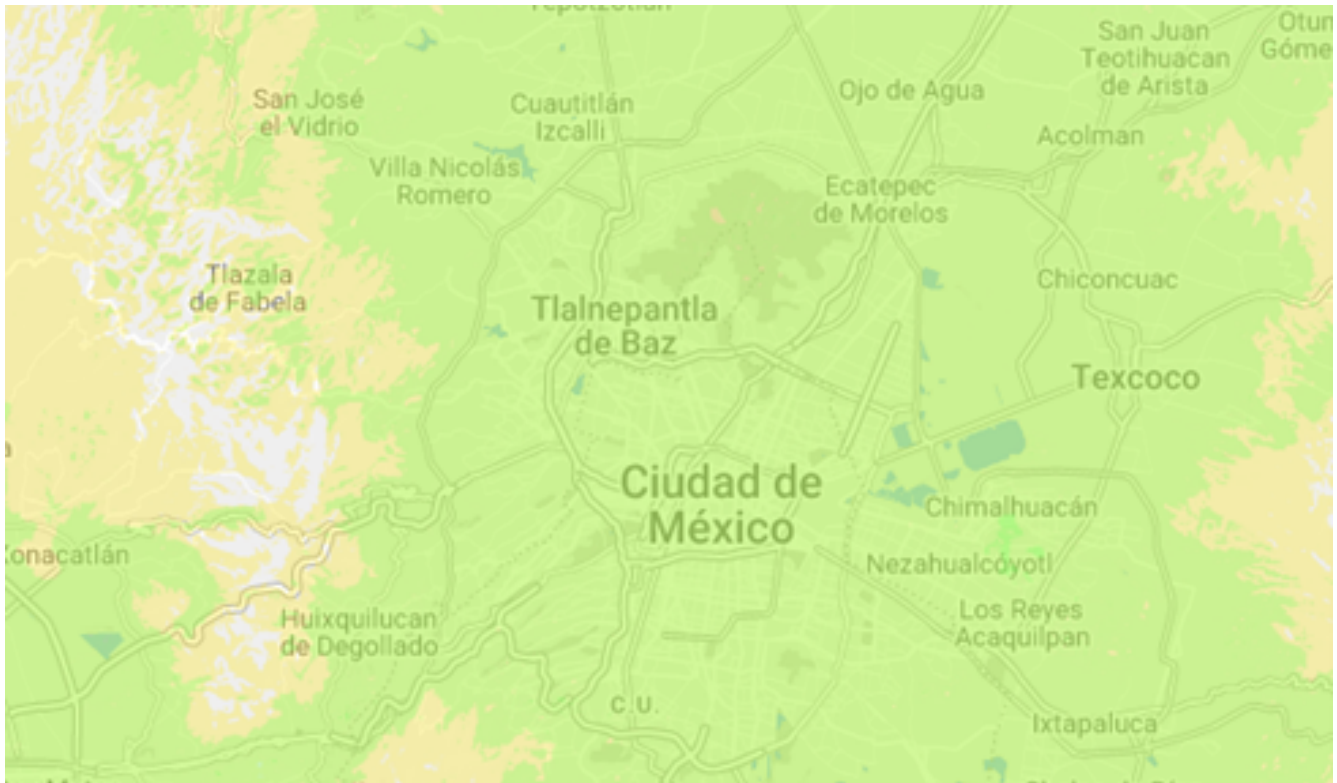 Tepotzotlán
San Juan
Teotihuacan
de Arista
Ojo de Agua
San José
el Vidrio
Cuautitlán
Izcalli
Acolman
Villa Nicolás
Romero
Ecatepec
de Morelos
Tlazala
de Fabela
Chiconcuac
Tlalnepantla
de Baz
Texcoco
Ciudad de
México
Chimalhuacán
Nezahualcóyotl
Los Reyes
Acaquilpan
Huixquilucan
de Degollado
C.U.
Ixtapaluca